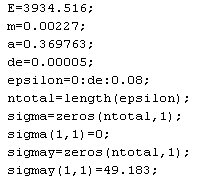 E=3934.516;
m=0.00227;
a=0.369763;
de=0.00005;
epsilon=0:de:0.08;
ntotal=length(epsilon);
sigma=zeros(ntotal,1);
sigma(1,1)=0;
sigmay=zeros(ntotal,1);
sigmay(1,1)=49.183;